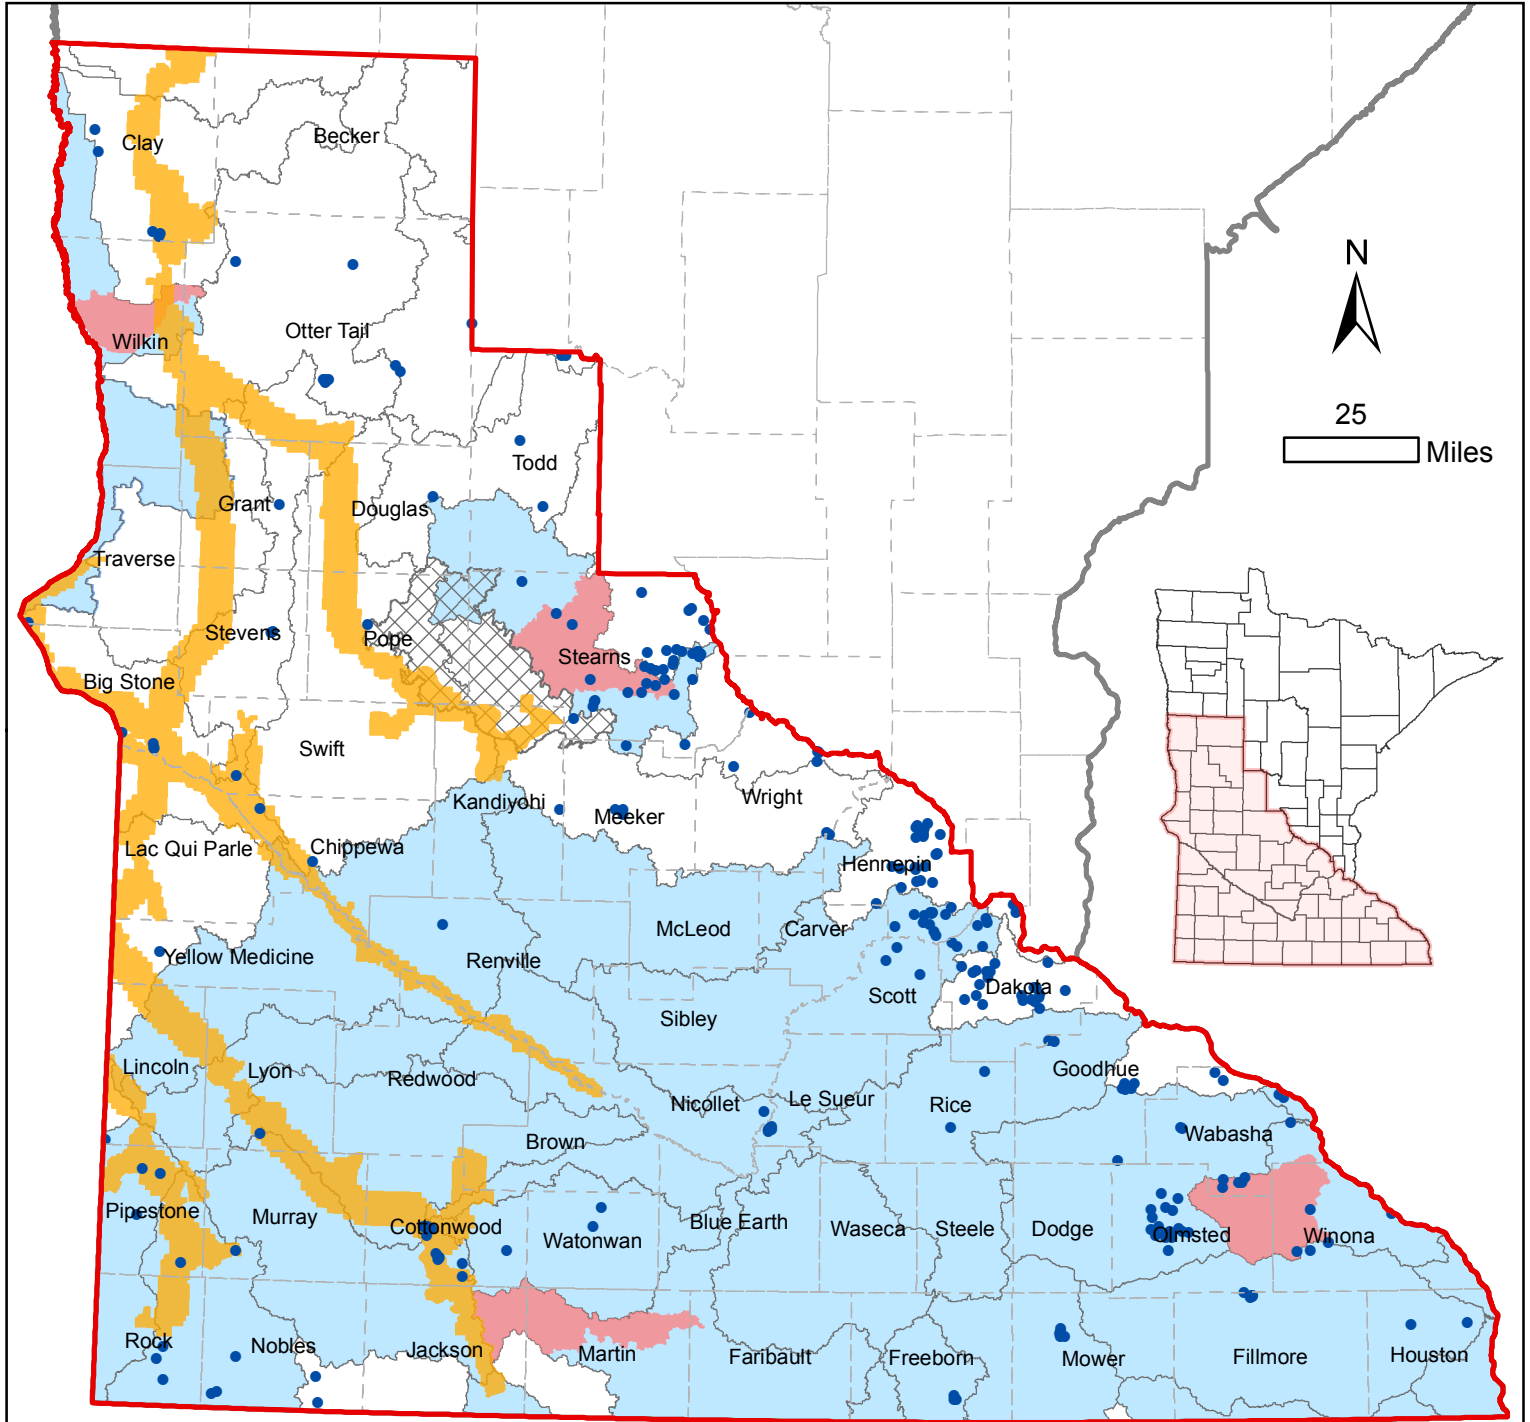 Clay
Becker
N
Wilkin
Otter Tail
25
Miles
Todd
Grant
Douglas
Traverse
Stevens
Pope
Stearns
Big Stone
Swift
Kandiyohi
Meeker
Wright
Lac Qui Parle
Chippewa
Hennepin
McLeod
Carver
Yellow Medicine
Renville
Scott
Dakota
Sibley
Lincoln
Lyon
Redwood
Goodhue
Nicollet
Le Sueur
Rice
Brown
Wabasha
Pipestone
Murray
Cottonwood
Watonwan
Blue Earth
Waseca
Steele
Dodge
Olmsted
Winona
Rock
Nobles
Jackson
Martin
Faribault
Freeborn
Mower
Fillmore
Houston